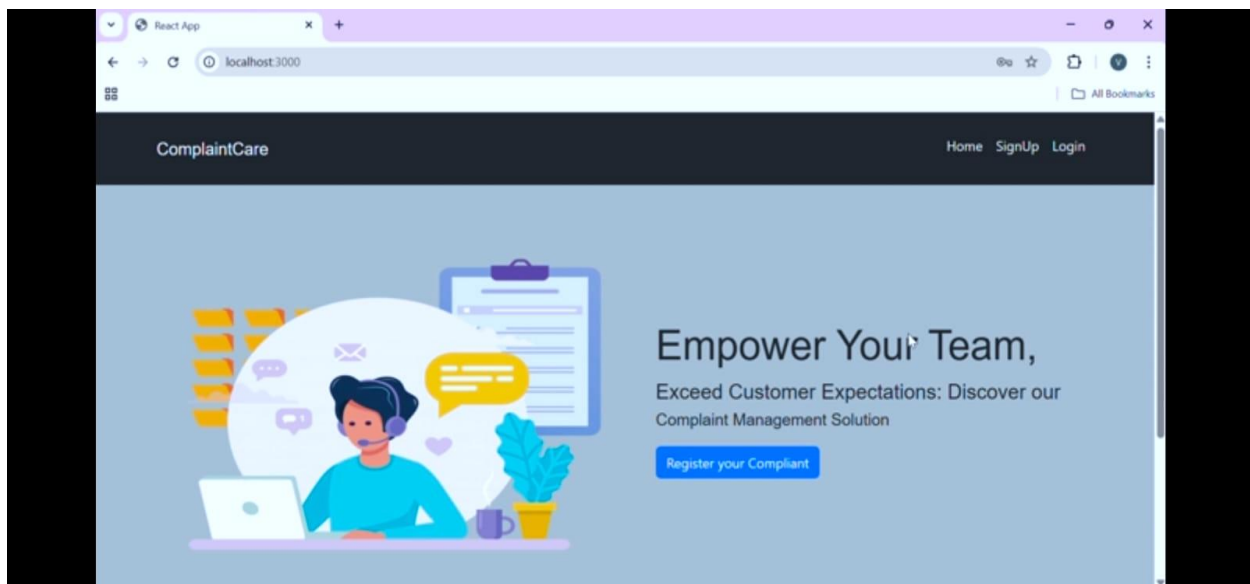 React App
localhost:3000
All Bookmarks
ComplaintCare
Home SignUp Login
Empower Your Team,
Exceed Customer Expectations: Discover our
Complaint Management Solution
Register your Compliant